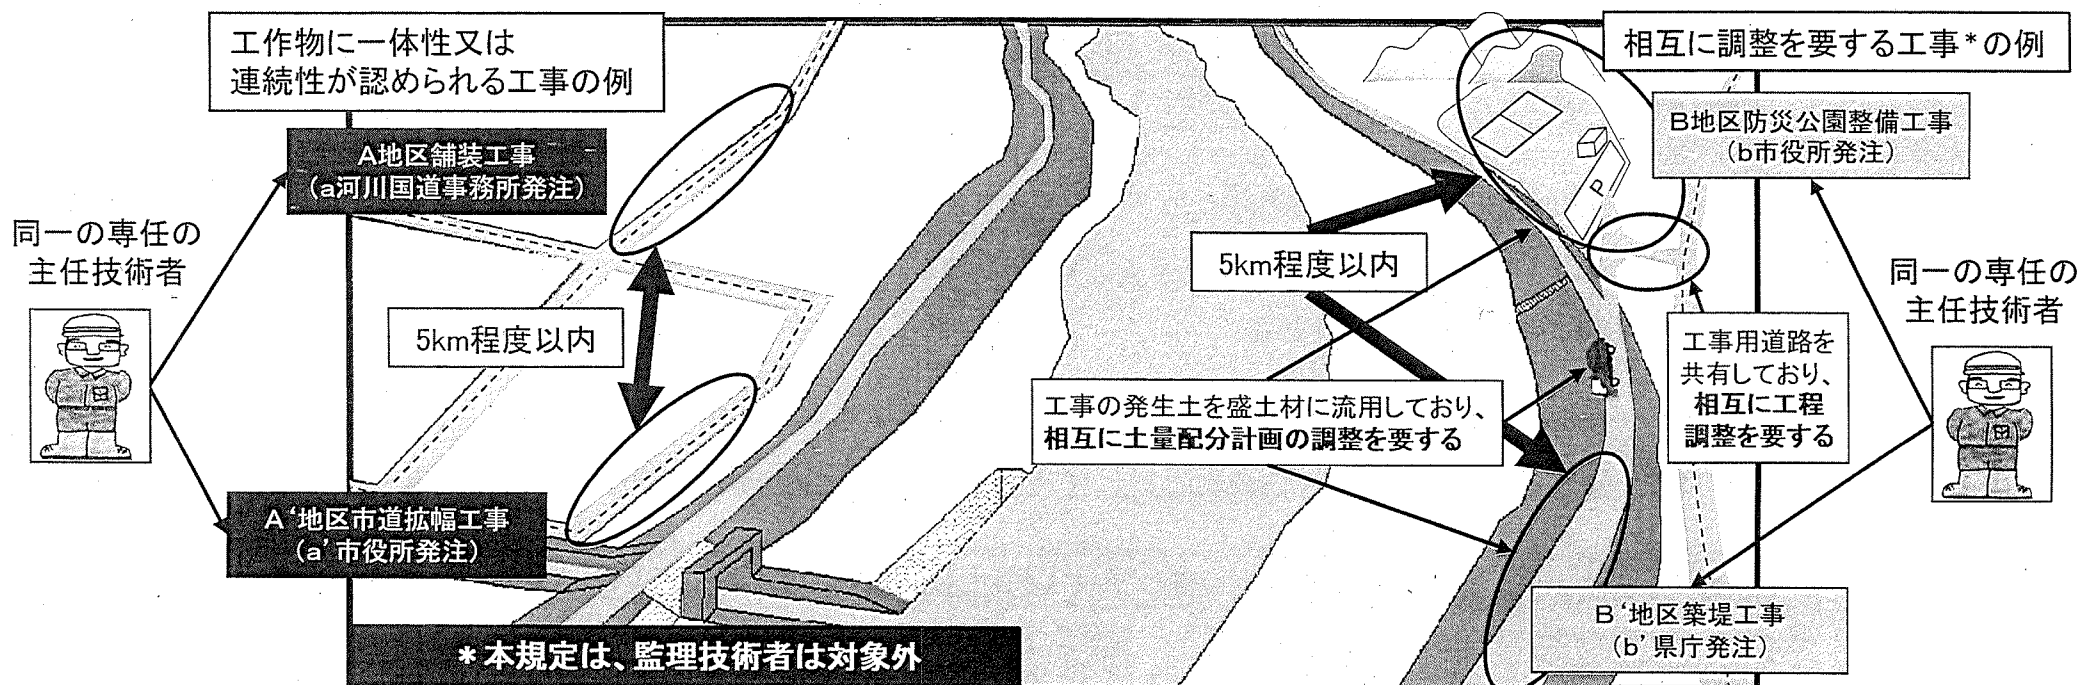 工作物に一体性又は
連続性が認められる工事の例
A地区舗装工事
(a河川国道事務所発注)
同一の専任の
主任技術者
5km程度以内
A'地区市道拡幅工事
(a'市役所発注)
*本規定は、監理技術者は対象外
相互に調整を要する工事*の例
B地区防災公園整備工事
(b市役所発注)
P
5km程度以内
同一の専任の
主任技術者
工事用道路を
共有しており、
相互に工程
調整を要する
工事の発生土を盛土材に流用しており、
相互に土量配分計画の調整を要する
B'地区築堤工事
(b'県庁発注)